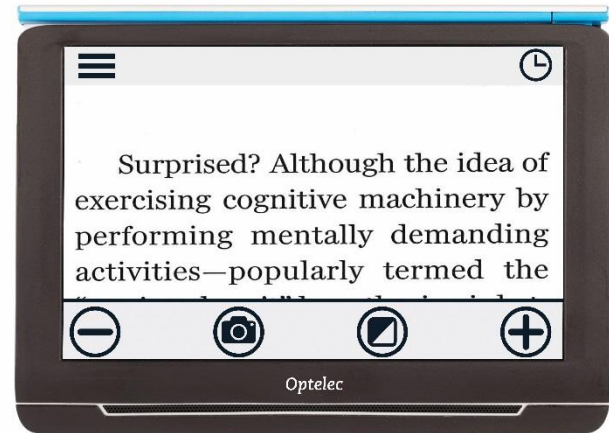 Surprised? Although the idea of
exercising cognitive machinery by
performing mentally demanding
activities—popularly termed the
Optelec